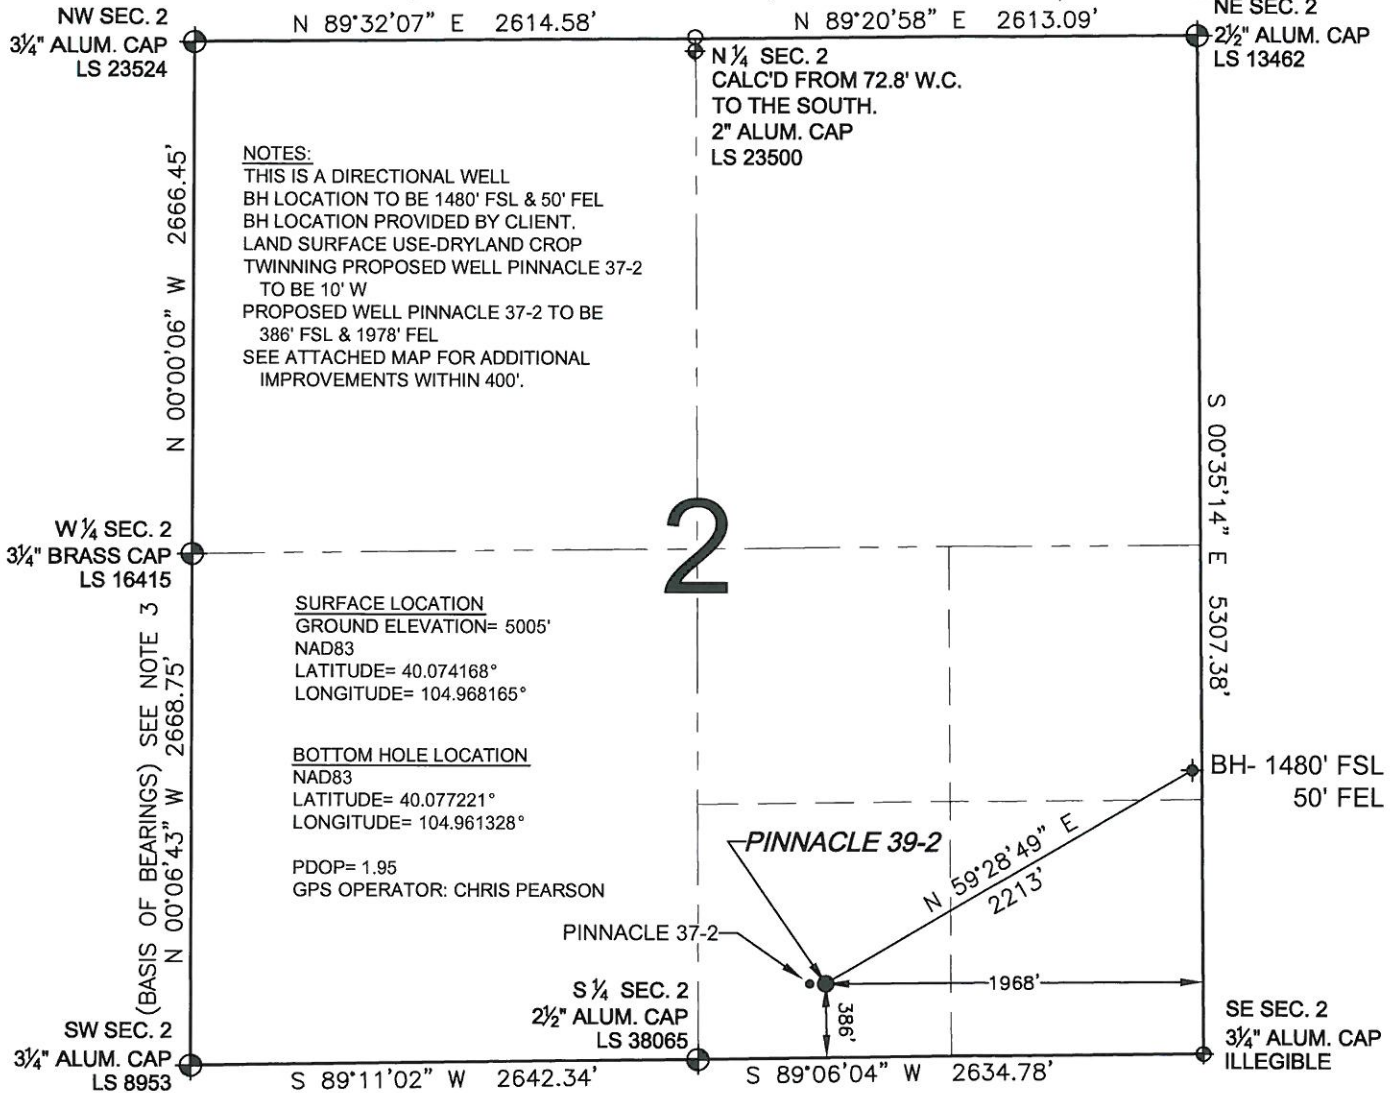 NW SEC. 2
3¼" ALUM. CAP
LS 23524
N 89°32'07" E 2614.58'
N 89°20'58" E 2613.09'
NE SEC. 2
2½" ALUM. CAP
LS 13462
N ¼ SEC. 2
CALC'D FROM 72.8' W.C.
TO THE SOUTH.
2" ALUM. CAP
LS 23500
NOTES:
THIS IS A DIRECTIONAL WELL
BH LOCATION TO BE 1480' FSL & 50' FEL
BH LOCATION PROVIDED BY CLIENT.
LAND SURFACE USE-DRYLAND CROP
TWINNING PROPOSED WELL PINNACLE 37-2
TO BE 10' W
PROPOSED WELL PINNACLE 37-2 TO BE
386' FSL & 1978' FEL
SEE ATTACHED MAP FOR ADDITIONAL
IMPROVEMENTS WITHIN 400'.
N 00°00'06" W 2666.45'
S 00°35'14" E 5307.38'
W ¼ SEC. 2
3¼" BRASS CAP
LS 16415
2
SURFACE LOCATION
GROUND ELEVATION= 5005'
NAD83
LATITUDE= 40.074168°
LONGITUDE= 104.968165°
BOTTOM HOLE LOCATION
NAD83
LATITUDE= 40.077221°
LONGITUDE= 104.961328°
PDOP= 1.95
GPS OPERATOR: CHRIS PEARSON
(BASIS OF BEARINGS) SEE NOTE 3
N 00°06'43" W 2668.75'
BH- 1480' FSL
50' FEL
PINNACLE 39-2
N 59°28'49" E
2213'
PINNACLE 37-2
1968'
386'
S ¼ SEC. 2
2½" ALUM. CAP
LS 38065
SE SEC. 2
3¼" ALUM. CAP
ILLEGIBLE
SW SEC. 2
3¼" ALUM. CAP
LS 8953
S 89°11'02" W 2642.34'
S 89°06'04" W 2634.78'